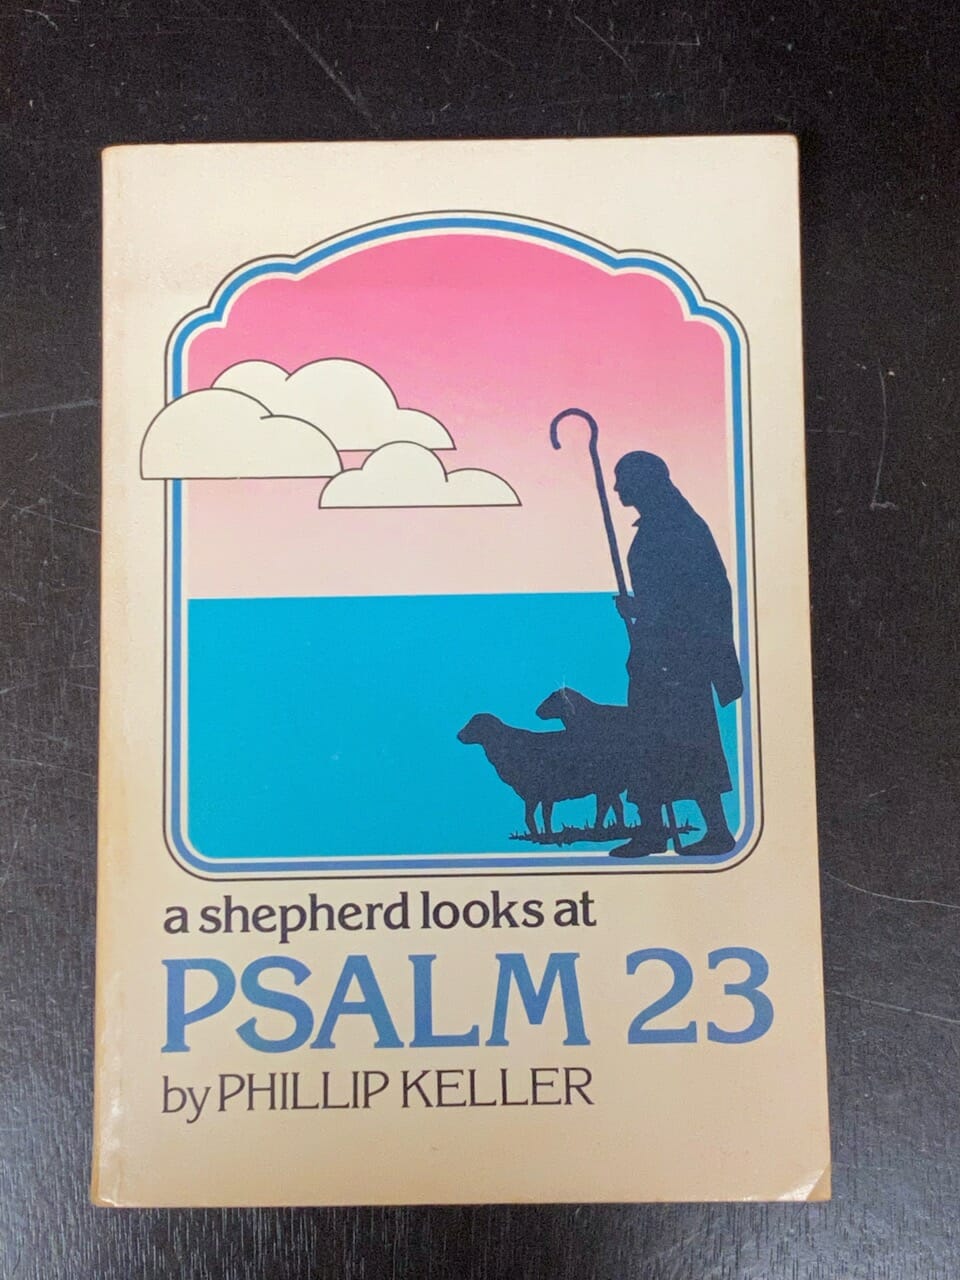 a shepherd looks at
PSALM 23
by PHILLIP KELLER